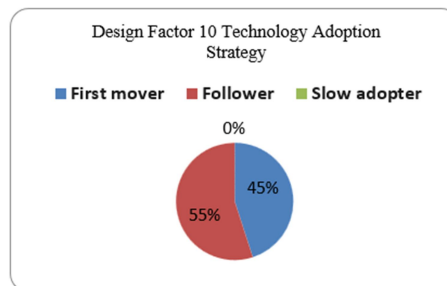 Design Factor 10 Technology Adoption
Strategy
First mover Follower Slow adopter
0%
45%
55%